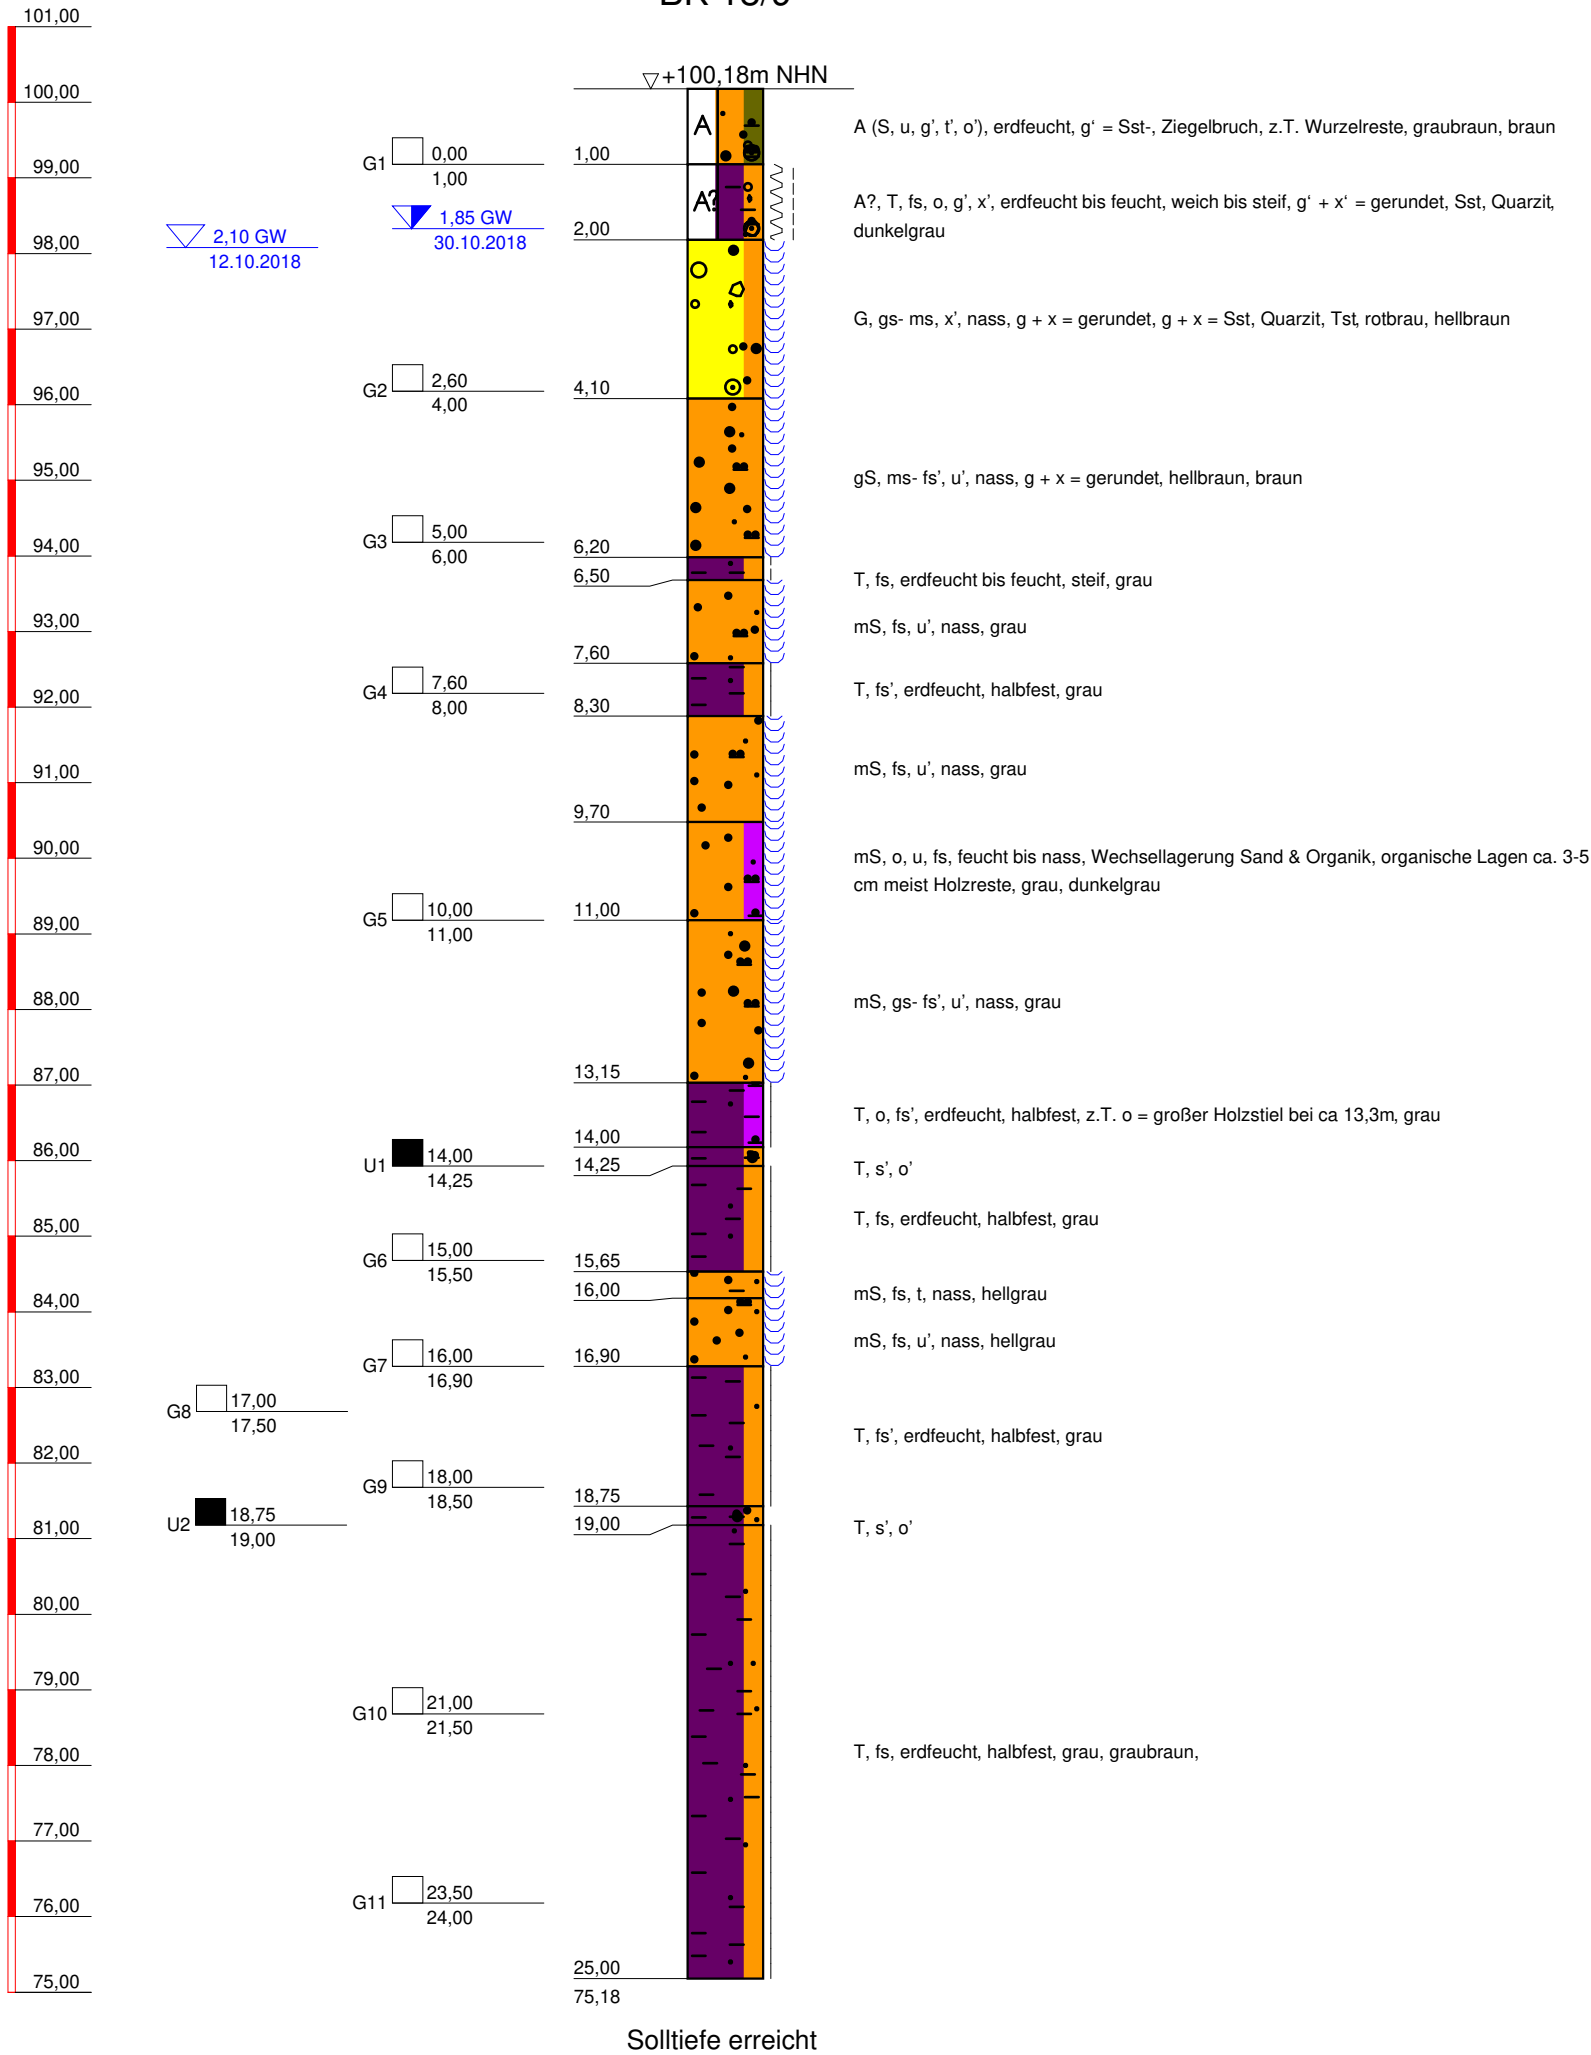 +100,18m NHN
101,00
100,00
99,00
98,00
97,00
96,00
95,00
94,00
93,00
92,00
91,00
90,00
89,00
88,00
87,00
86,00
85,00
84,00
83,00
82,00
81,00
80,00
79,00
78,00
77,00
76,00
75,00
2,10 GW
12.10.2018
1,85 GW
30.10.2018
G1 0,00
1,00
G2 2,60
4,00
G3 5,00
6,00
G4 7,60
8,00
G5 10,00
11,00
U1 14,00
14,25
G6 15,00
15,50
G7 16,00
16,90
G8 17,00
17,50
G9 18,00
18,50
U2 18,75
19,00
G10 21,00
21,50
G11 23,50
24,00
1,00
2,00
4,10
6,20
6,50
7,60
8,30
9,70
11,00
13,15
14,00
14,25
15,65
16,00
16,90
18,75
19,00
25,00
75,18
A
A?
A (S, u, g', t', o'), erdfeucht, g‘ = Sst-, Ziegelbruch, z.T. Wurzelreste, graubraun, braun
A?, T, fs, o, g', x', erdfeucht bis feucht, weich bis steif, g‘ + x‘ = gerundet, Sst, Quarzit,
dunkelgrau
G, gs- ms, x’, nass, g + x = gerundet, g + x = Sst, Quarzit, Tst, rotbrau, hellbraun
gS, ms- fs’, u’, nass, g + x = gerundet, hellbraun, braun
T, fs, erdfeucht bis feucht, steif, grau
mS, fs, u’, nass, grau
T, fs’, erdfeucht, halbfest, grau
mS, fs, u’, nass, grau
mS, o, u, fs, feucht bis nass, Wechsellagerung Sand & Organik, organische Lagen ca. 3-5
cm meist Holzreste, grau, dunkelgrau
mS, gs- fs’, u’, nass, grau
T, o, fs’, erdfeucht, halbfest, z.T. o = großer Holzstiel bei ca 13,3m, grau
T, s’, o’
T, fs, erdfeucht, halbfest, grau
mS, fs, t, nass, hellgrau
mS, fs, u’, nass, hellgrau
T, fs’, erdfeucht, halbfest, grau
T, s’, o’
T, fs, erdfeucht, halbfest, grau, graubraun,
Solltiefe erreicht